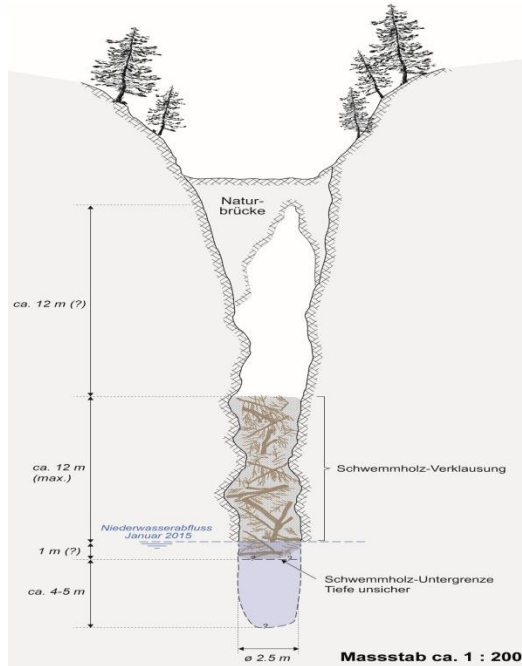 Natur-
brücke
ca. 12 m (?)
ca. 12 m
(max.)
Schwemmholz-Verklausung
Niederwasserabfluss
Januar 2015
1 m (?)
Schwemmholz-Untergrenze
Tiefe unsicher
ca. 4-5 m
?
ø 2.5 m
Massstab ca. 1 : 200